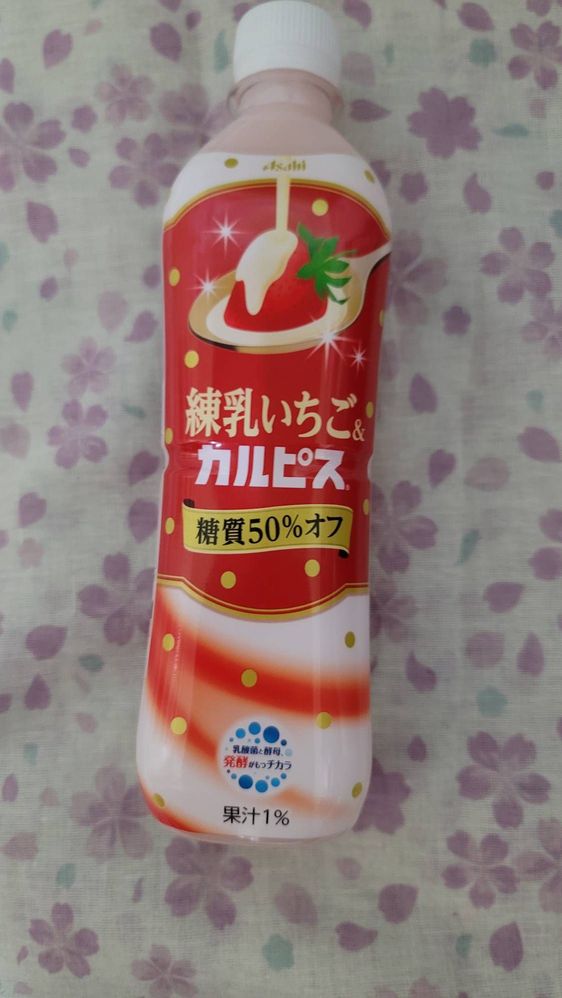 Asahi
練乳いちご&
カルピス®
糖質50%オフ
乳酸菌と酵母、
発酵がもつチカラ
果汁1%